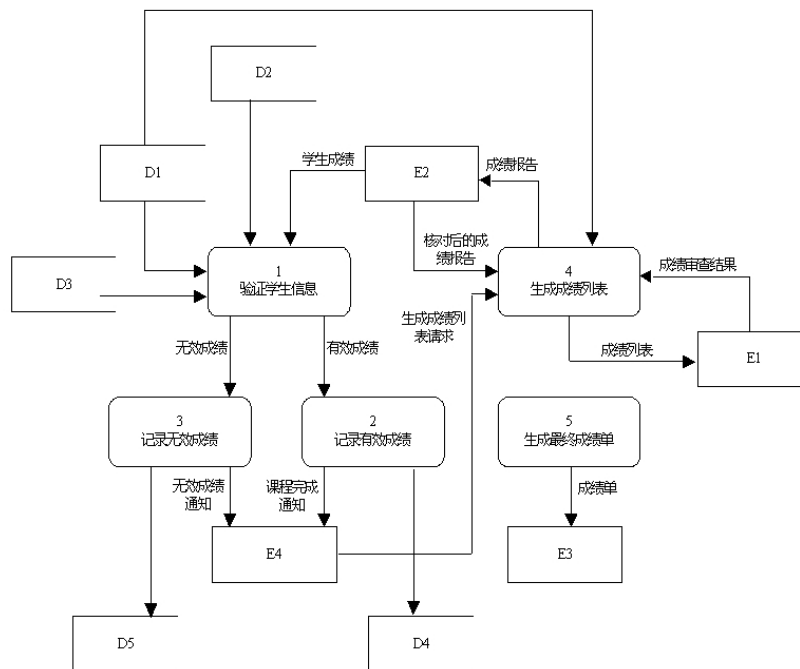 D2
D1
学生成绩
E2
成绩报告
D3
1
验证学生信息
核对后的成
绩报告
4
生成成绩列表
成绩审查结果
生成成绩列
表请求
无效成绩
有效成绩
成绩列表
E1
3
记录无效成绩
2
记录有效成绩
5
生成最终成绩单
无效成绩
通知
课程完成
通知
成绩单
E4
E3
D5
D4